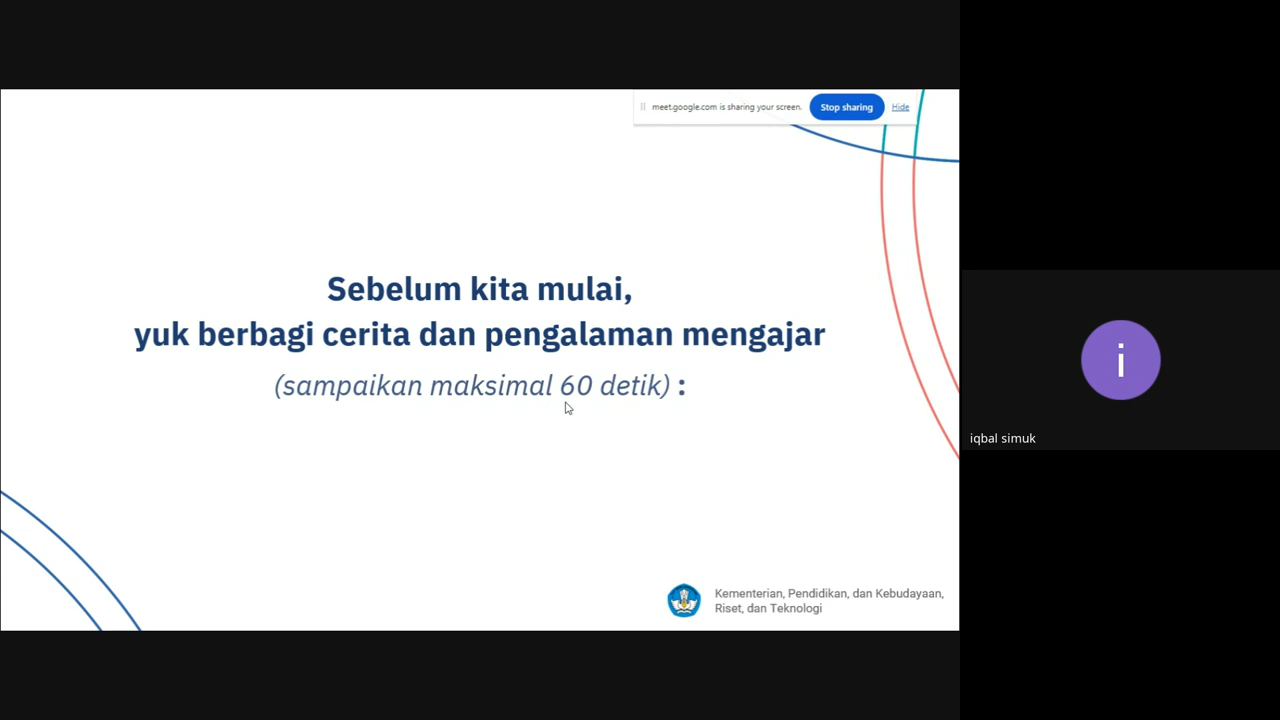 meet.google.com is sharing your screen. Stop sharing Hide
Sebelum kita mulai,
yuk berbagi cerita dan pengalaman mengajar
(sampaikan maksimal 60 detik) :
i
iqbal simuk
Kementerian, Pendidikan, dan Kebudayaan,
Riset, dan Teknologi